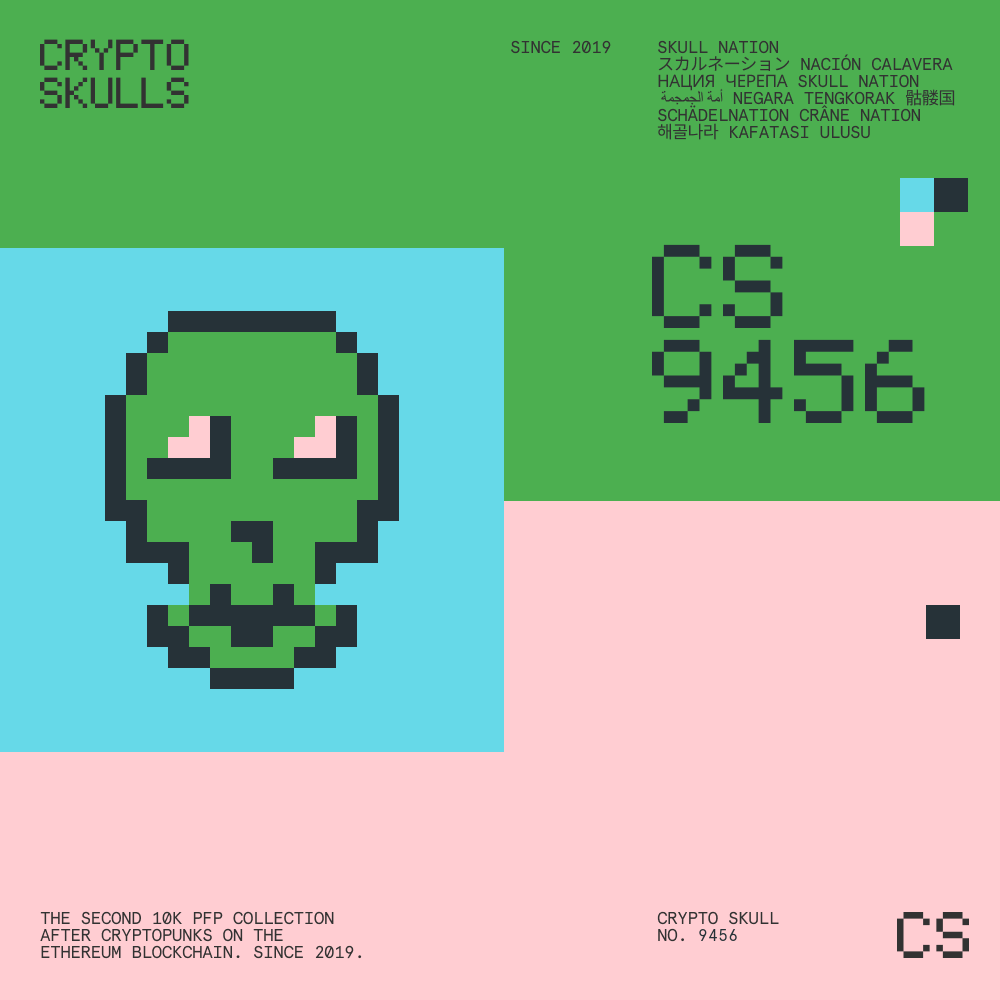 CRYPTO
SKULLS
SINCE 2019
SKULL NATION
スカルネーション NACIÓN CALAVERA
НАЦИЯ ЧЕРЕПА SKULL NATION
أمة الجمجمة NEGARA TENGKORAK 骷髅国
SCHÄDELNATION CRÂNE NATION
해골나라 KAFATASI ULUSU
CS
9456
THE SECOND 10K PFP COLLECTION
AFTER CRYPTOPUNKS ON THE
ETHEREUM BLOCKCHAIN. SINCE 2019.
CRYPTO SKULL
NO. 9456
CS